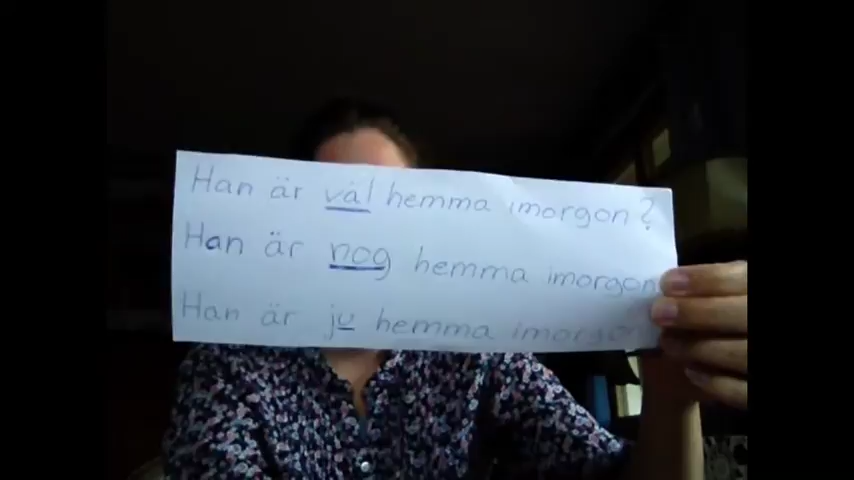 Han är väl hemma imorgon?
Han är nog hemma imorgon
Han är ju hemma imorgon